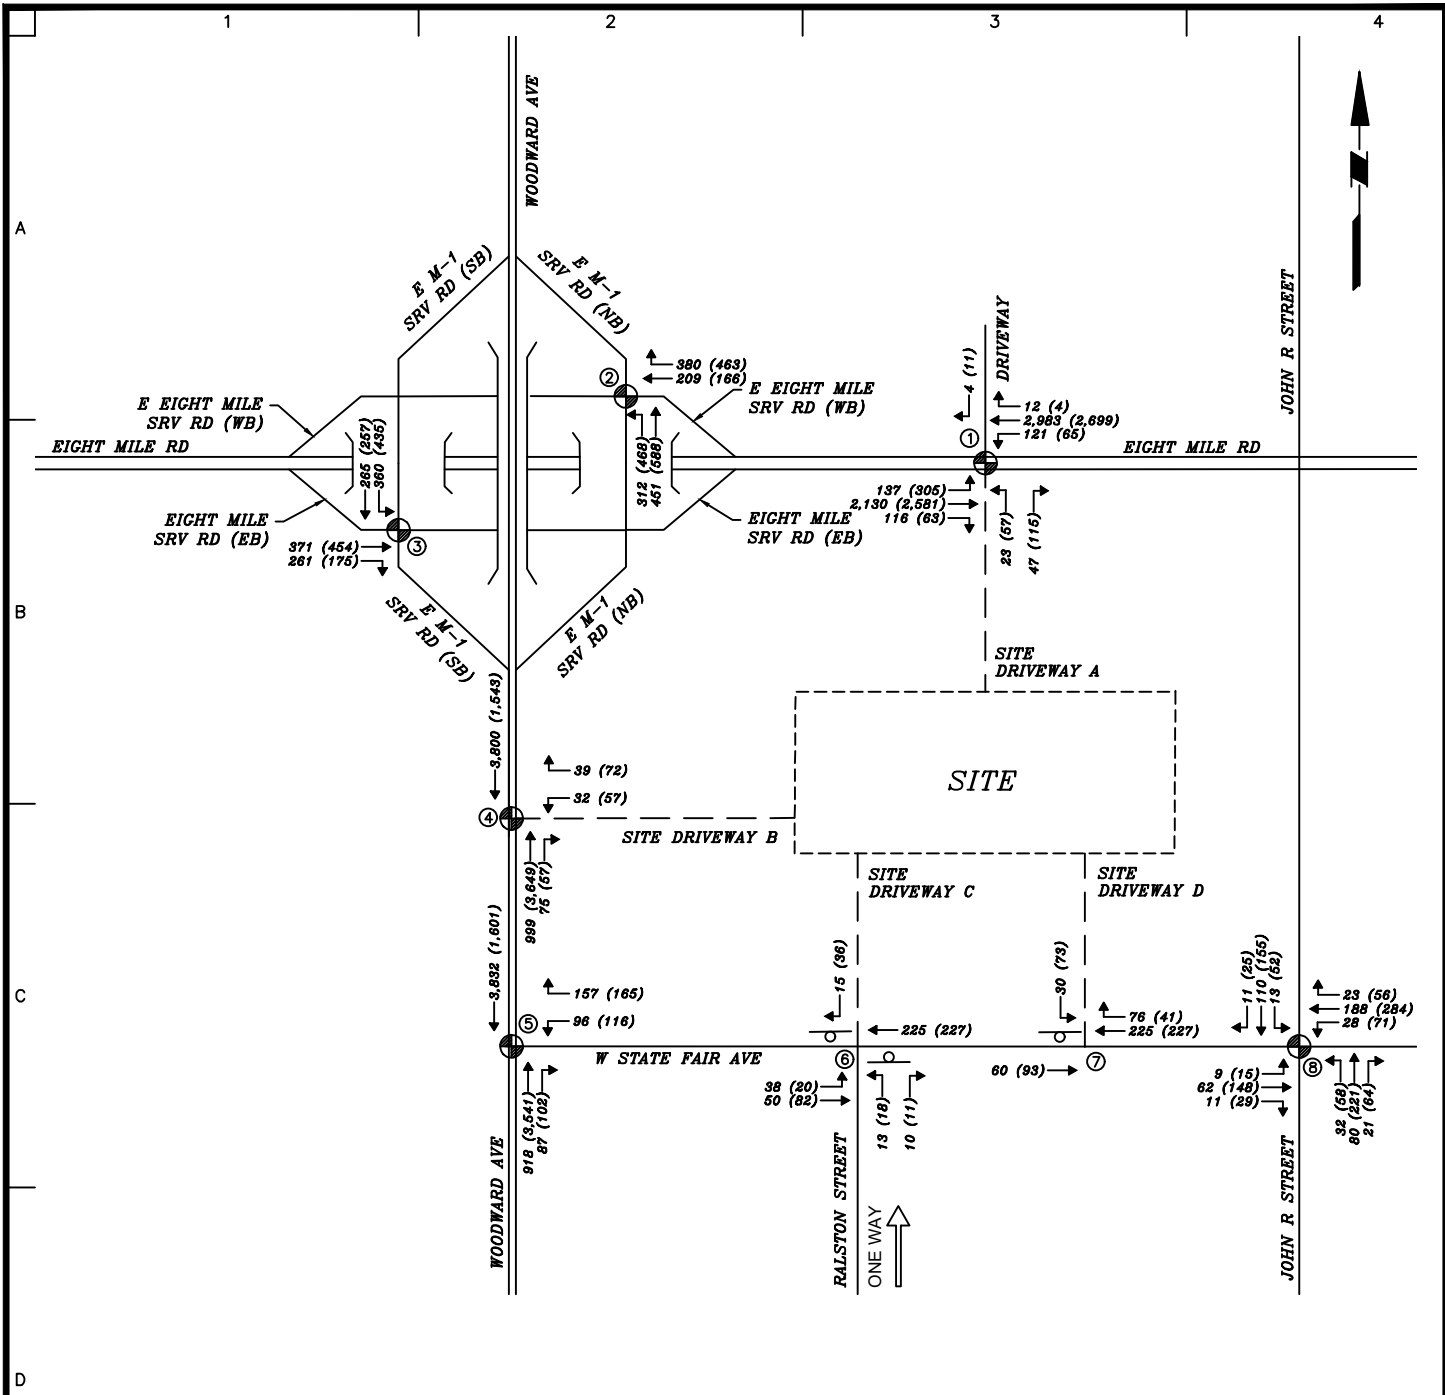 1
2
3
4
A
B
C
D
WOODWARD AVE
E M-1
SRV RD (SB)
E M-1
SRV RD (NB)
DRIVEWAY
JOHN R STREET
4 (11)
2
380 (463)
209 (166)
E EIGHT MILE
SRV RD (WB)
E EIGHT MILE
SRV RD (WB)
12 (4)
2,983 (2,699)
121 (65)
1
EIGHT MILE RD
EIGHT MILE RD
265 (257)
360 (435)
312 (468)
451 (588)
137 (305)
2,130 (2,581)
116 (63)
23 (57)
47 (115)
EIGHT MILE
SRV RD (EB)
EIGHT MILE
SRV RD (EB)
3
371 (454)
261 (175)
E M-1
SRV RD (SB)
E M-1
SRV RD (NB)
SITE
DRIVEWAY A
3,800 (1,543)
39 (72)
32 (57)
SITE
4
SITE DRIVEWAY B
999 (3,649)
75 (57)
SITE
DRIVEWAY C
SITE
DRIVEWAY D
3,832 (1,601)
157 (165)
96 (116)
5
15 (36)
30 (73)
11 (25)
110 (155)
13 (52)
23 (56)
188 (284)
28 (71)
225 (227)
76 (41)
225 (227)
W STATE FAIR AVE
6
7
8
38 (20)
50 (82)
60 (93)
9 (15)
62 (148)
11 (29)
918 (3,541)
87 (102)
13 (18)
10 (11)
32 (58)
80 (221)
21 (64)
WOODWARD AVE
RALSTON STREET
ONE WAY
JOHN R STREET